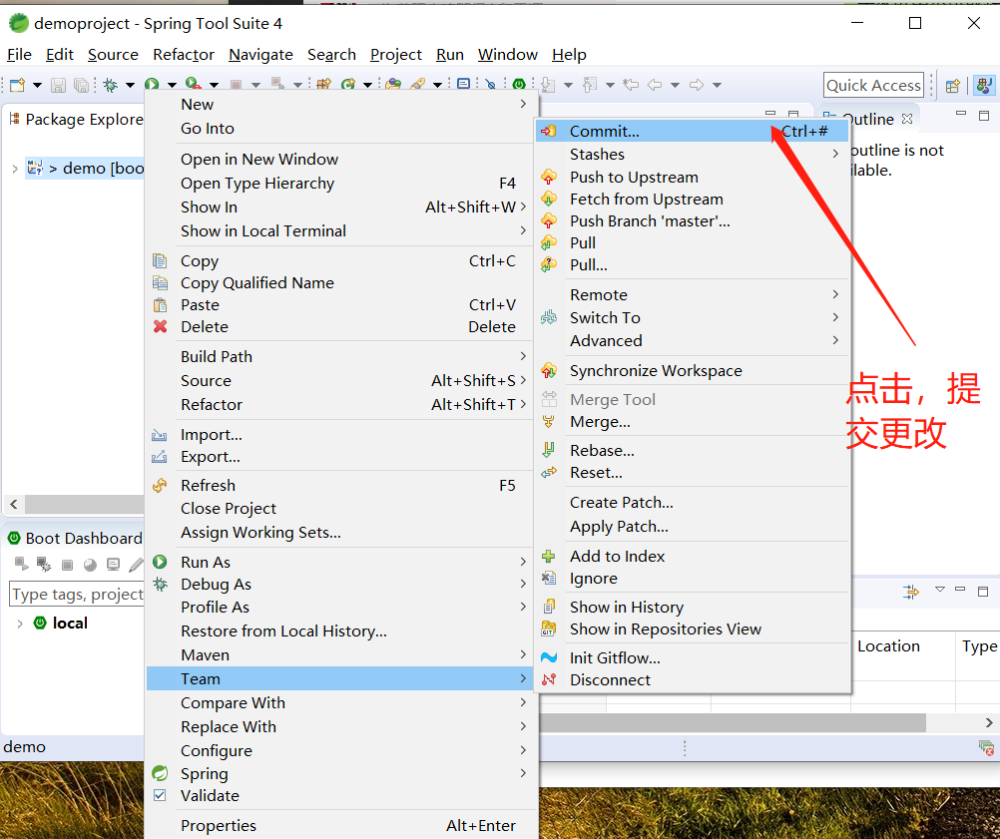 demoproject - Spring Tool Suite 4
File Edit Source Refactor Navigate Search Project Run Window Help
Quick Access
Package Explore
> demo [boo
New
Go Into
Open in New Window
Open Type Hierarchy F4
Show In Alt+Shift+W >
Show in Local Terminal
Copy Ctrl+C
Copy Qualified Name
Paste Ctrl+V
Delete Delete
Build Path
Source Alt+Shift+S >
Refactor Alt+Shift+T >
Import...
Export...
Refresh F5
Close Project
Assign Working Sets...
Run As
Debug As
Profile As
Restore from Local History...
Maven
Team
Compare With
Replace With
Configure
Spring
Validate
Properties Alt+Enter
Commit... Ctrl+#
Stashes
Push to Upstream
Fetch from Upstream
Push Branch 'master'...
Pull
Pull...
Remote
Switch To
Advanced
Synchronize Workspace
Merge Tool
Merge...
Rebase...
Reset...
Create Patch...
Apply Patch...
Add to Index
Ignore
Show in History
Show in Repositories View
Init Gitflow...
Disconnect
Outline
outline is not
ilable.
点击，提
交更改
Boot Dashboard
Type tags, project
local
Location Type
demo